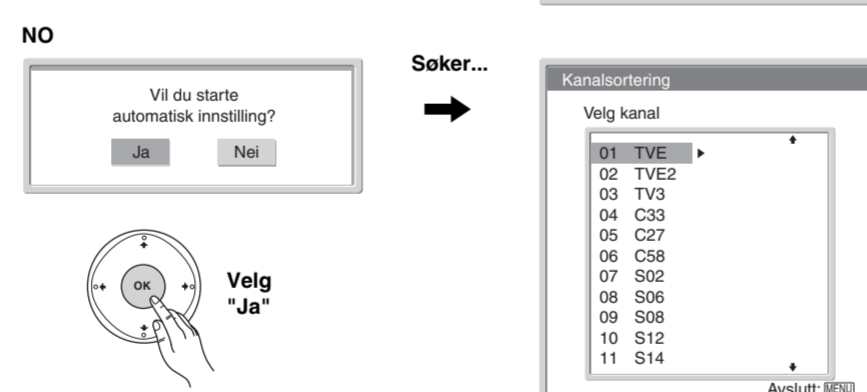 NO
Vil du starte
automatisk innstilling?
Ja Nei
OK
Velg
"Ja"
Søker...
Kanalsortering
Velg kanal
01 TVE
02 TVE2
03 TV3
04 C33
05 C27
06 C58
07 S02
08 S06
09 S08
10 S12
11 S14
Avslutt: MENU